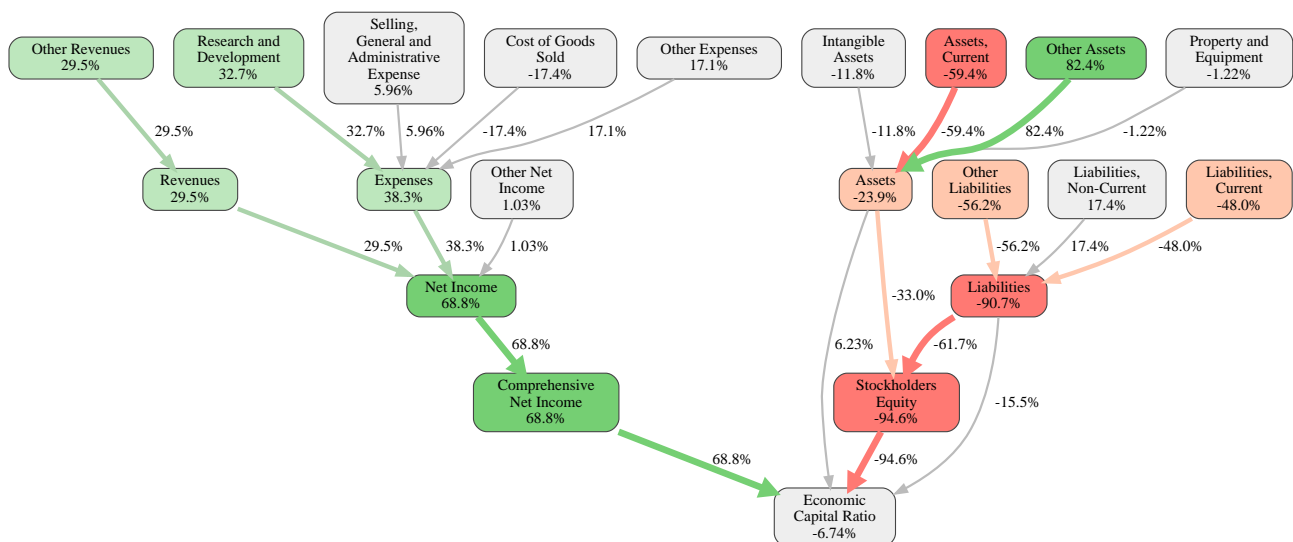 Other Revenues
29.5%
Research and
Development
32.7%
Selling,
General and
Administrative
Expense
5.96%
Cost of Goods
Sold
-17.4%
Other Expenses
17.1%
Intangible
Assets
-11.8%
Assets,
Current
-59.4%
Other Assets
82.4%
Property and
Equipment
-1.22%
29.5%
32.7%
5.96%
-17.4%
17.1%
-11.8%
-59.4%
82.4%
-1.22%
Revenues
29.5%
Expenses
38.3%
Other Net
Income
1.03%
Assets
-23.9%
Other
Liabilities
-56.2%
Liabilities,
Non-Current
17.4%
Liabilities,
Current
-48.0%
29.5%
38.3%
1.03%
-56.2%
17.4%
-48.0%
Net Income
68.8%
-33.0%
Liabilities
-90.7%
68.8%
6.23%
-61.7%
-15.5%
Comprehensive
Net Income
68.8%
Stockholders
Equity
-94.6%
68.8%
-94.6%
Economic
Capital Ratio
-6.74%